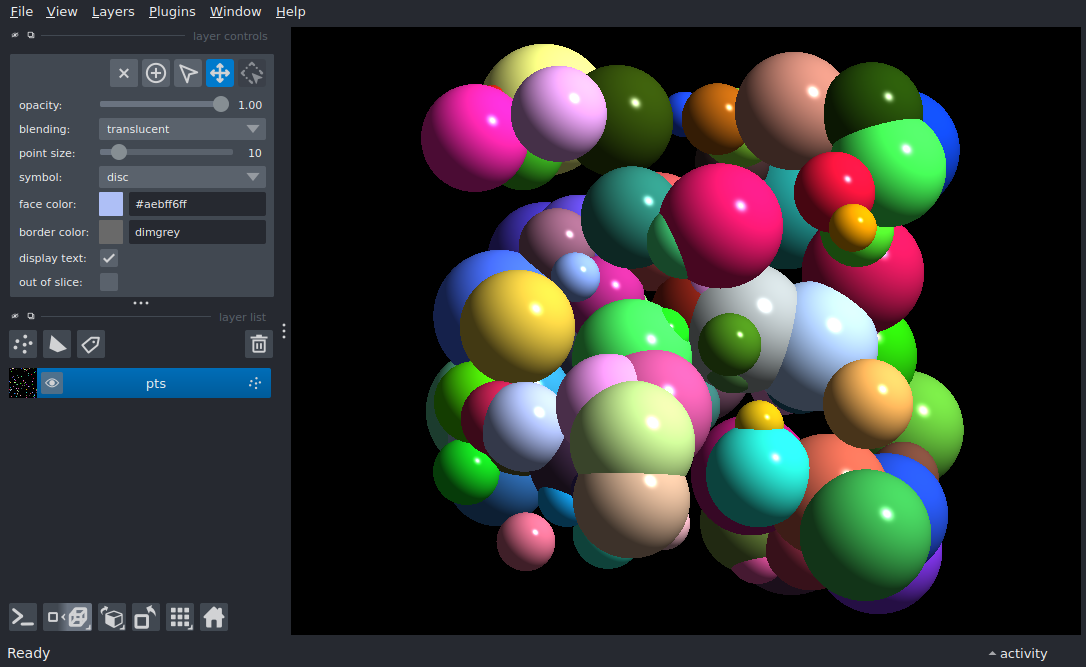 File View Layers Plugins Window Help
layer controls
opacity: 1.00
blending: translucent
point size: 10
symbol: disc
face color: #aebff6ff
border color: dimgrey
display text:
out of slice:
layer list
pts
Ready
activity